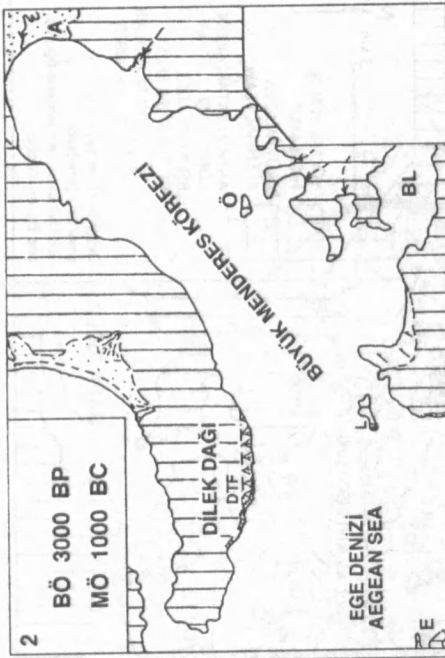 2
BÖ 3000 BP
MÖ 1000 BC
DİLEK DAĞI
DTF
BÜYÜK MENDERES KÖRFEZİ
A
Ö
L
BL
EGE DENİZİ
AEGEAN SEA
E